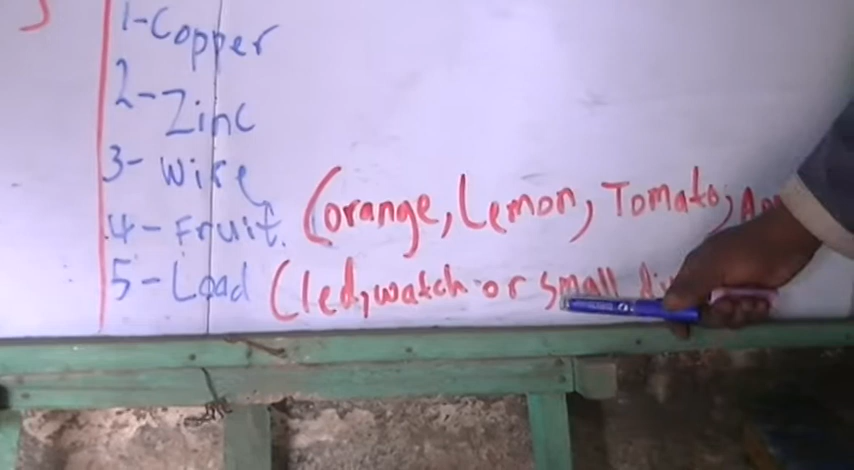 1-Copper
2-Zinc
3-Wire
4-Fruit. (orange, Lemon, Tomato,
5-Load (led, watch or small